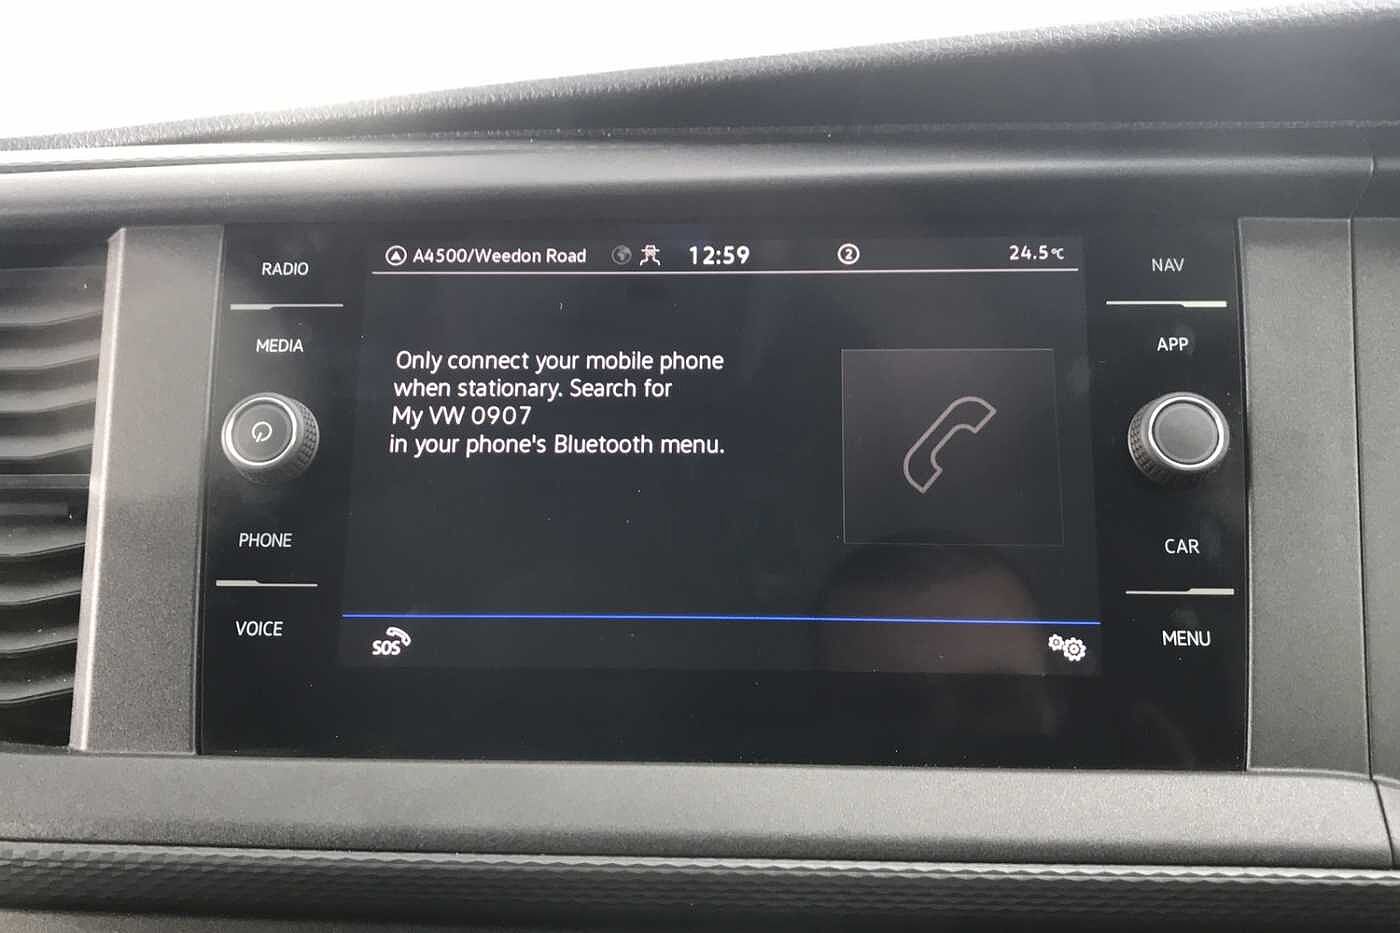 RADIO
MEDIA
PHONE
VOICE
A4500/Weedon Road 12:59 2 24.5°C
Only connect your mobile phone
when stationary. Search for
My VW 0907
in your phone's Bluetooth menu.
SOS
NAV
APP
CAR
MENU